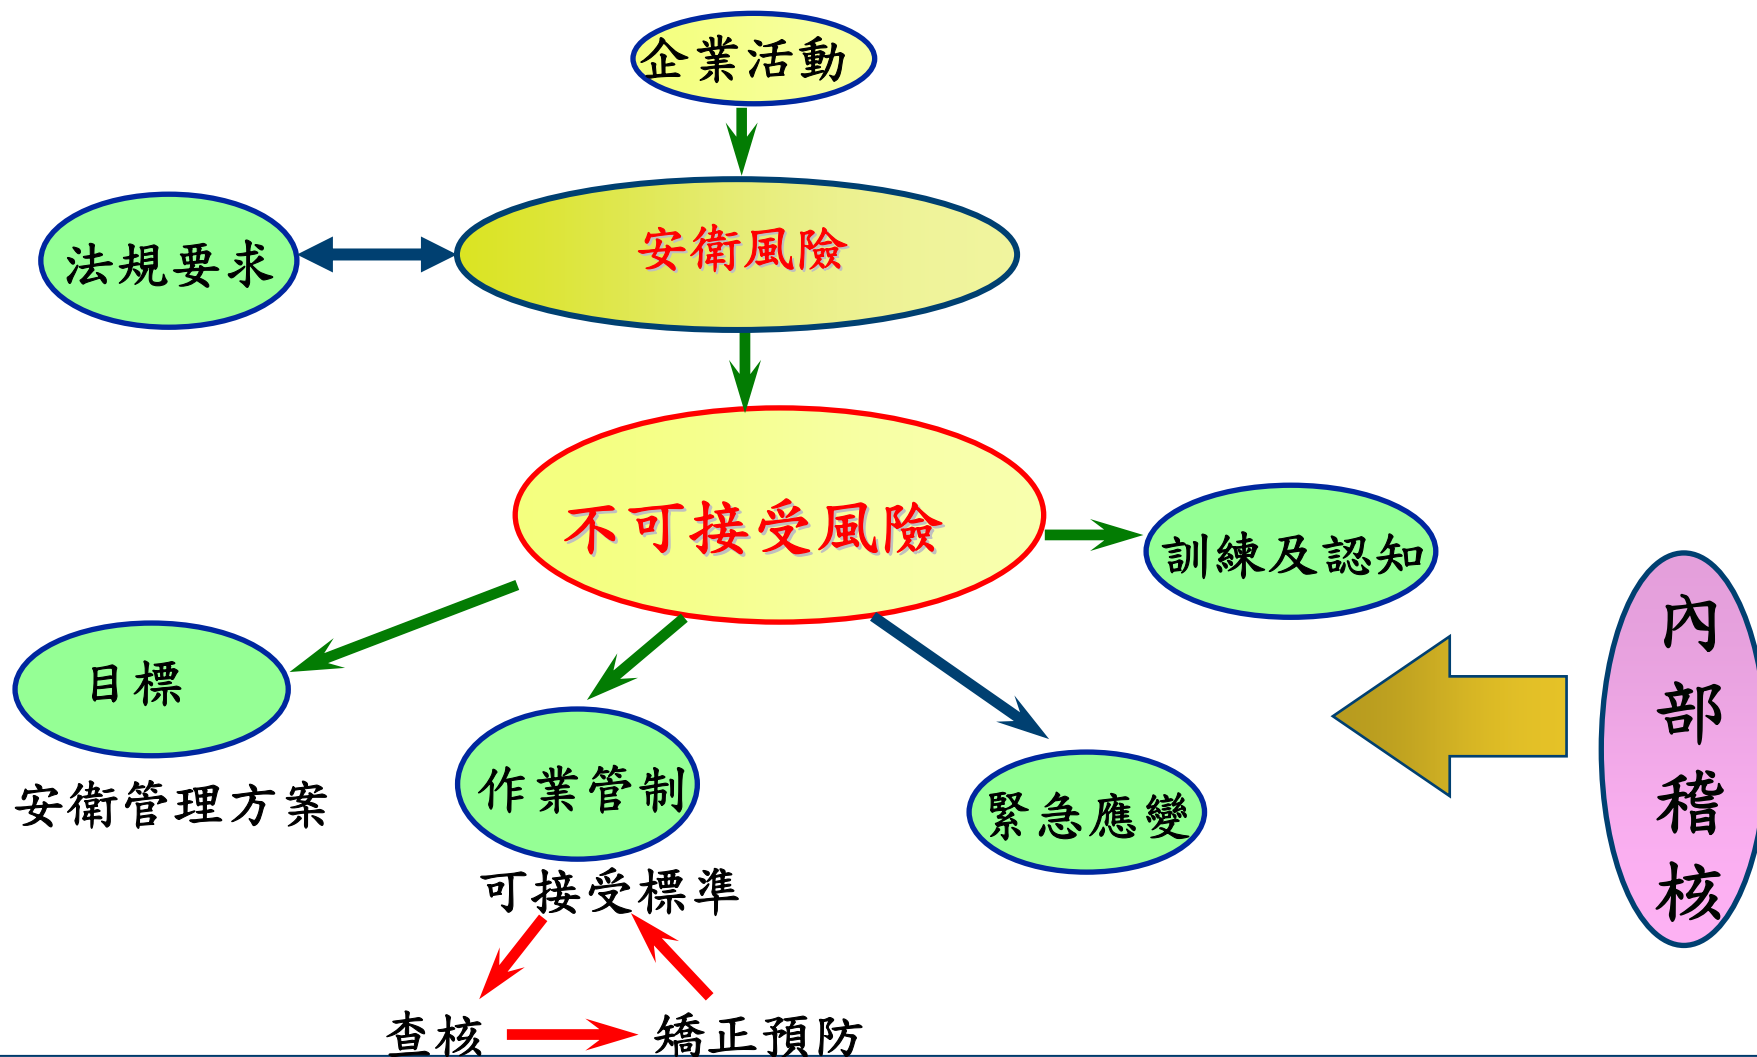 企業活動
法規要求
安衛風險
不可接受風險
訓練及認知
目標
安衛管理方案
作業管制
緊急應變
可接受標準
查核
矯正預防
內
部
稽
核